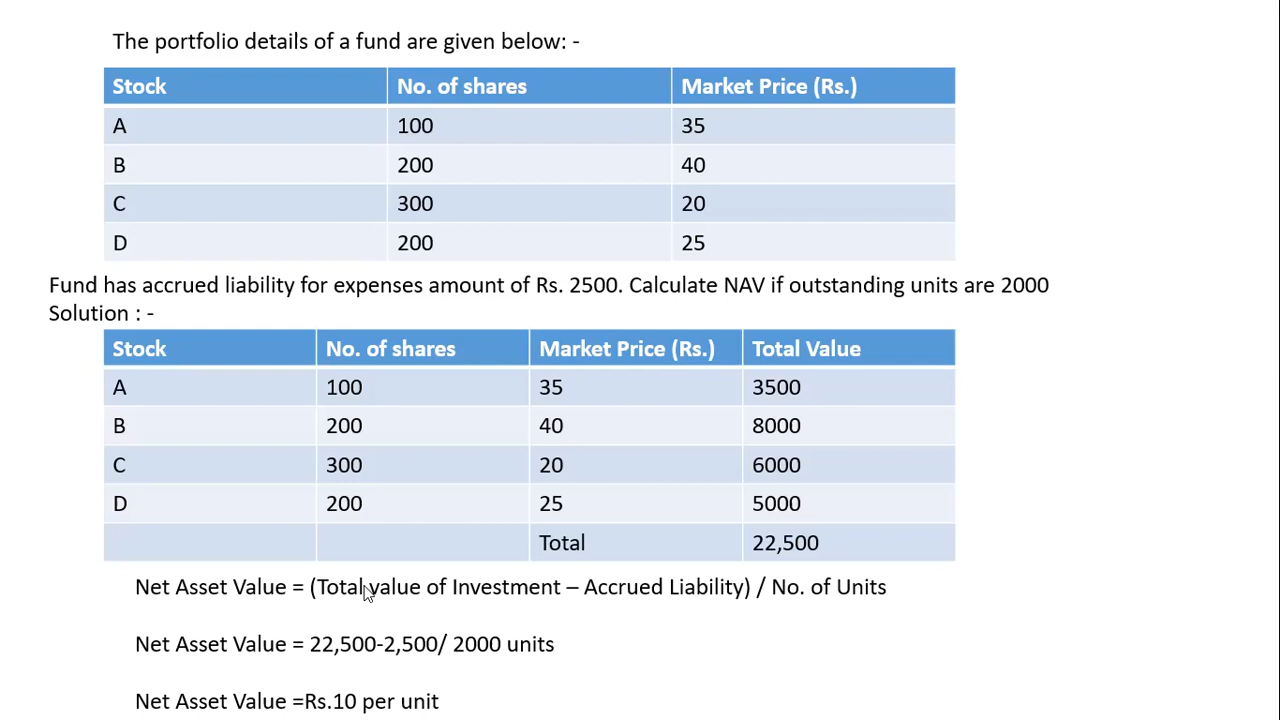 The portfolio details of a fund are given below: -
Stock No. of shares Market Price (Rs.)
A 100 35
B 200 40
C 300 20
D 200 25
Fund has accrued liability for expenses amount of Rs. 2500. Calculate NAV if outstanding units are 2000
Solution : -
Stock No. of shares Market Price (Rs.) Total Value
A 100 35 3500
B 200 40 8000
C 300 20 6000
D 200 25 5000
Total 22,500
Net Asset Value = (Total value of Investment – Accrued Liability) / No. of Units
Net Asset Value = 22,500-2,500/ 2000 units
Net Asset Value =Rs.10 per unit